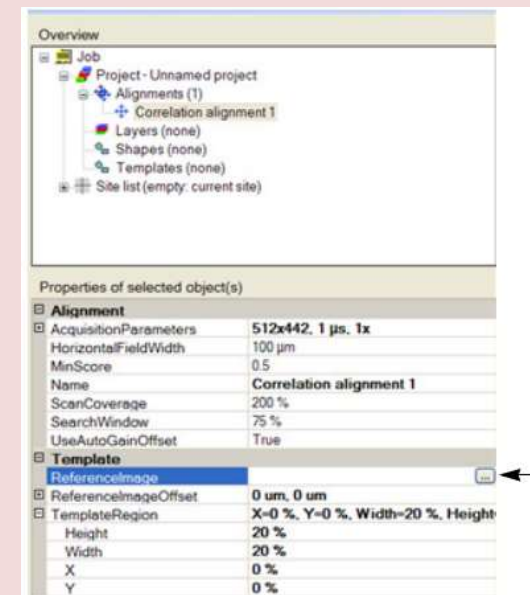 Overview
Job
Project - Unnamed project
Alignments (1)
Correlation alignment 1
Layers (none)
Shapes (none)
Templates (none)
Site list (empty: current site)
Properties of selected object(s)
Alignment
AcquisitionParameters 512x442, 1 µs, 1x
HorizontalFieldWidth 100 µm
MinScore 0.5
Name Correlation alignment 1
ScanCoverage 200 %
SearchWindow 75 %
UseAutoGainOffset True
Template
ReferenceImage ...
ReferenceImageOffset 0 um, 0 um
TemplateRegion X=0 %, Y=0 %, Width=20 %, Height
Height 20 %
Width 20 %
X 0 %
Y 0 %